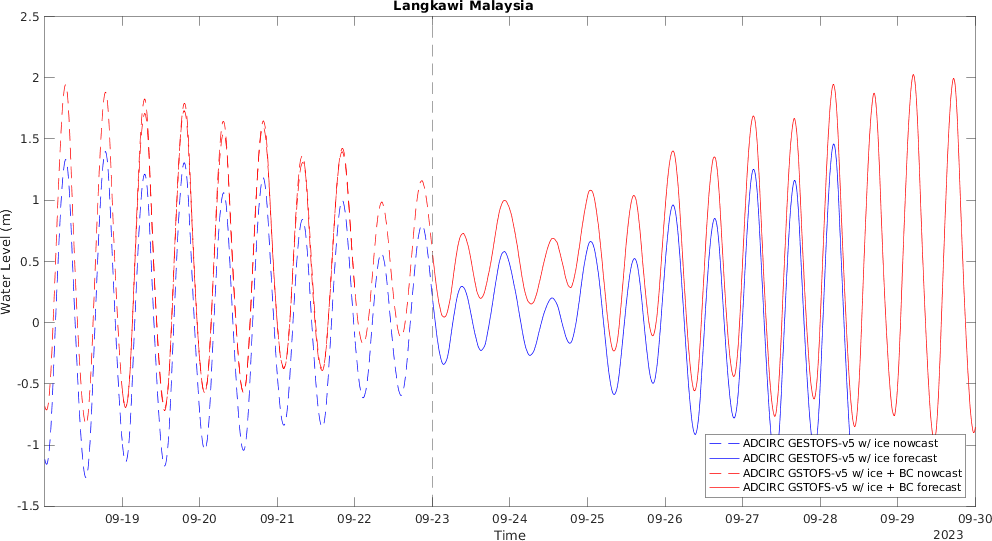 Langkawi Malaysia
2.5
2
1.5
1
0.5
0
-0.5
-1
-1.5
Water Level (m)
ADCIRC GESTOFS-v5 w/ ice nowcast
ADCIRC GESTOFS-v5 w/ ice forecast
ADCIRC GSTOFS-v5 w/ ice + BC nowcast
ADCIRC GSTOFS-v5 w/ ice + BC forecast
09-19 09-20 09-21 09-22 09-23 09-24 09-25 09-26 09-27 09-28 09-29 09-30
Time
2023